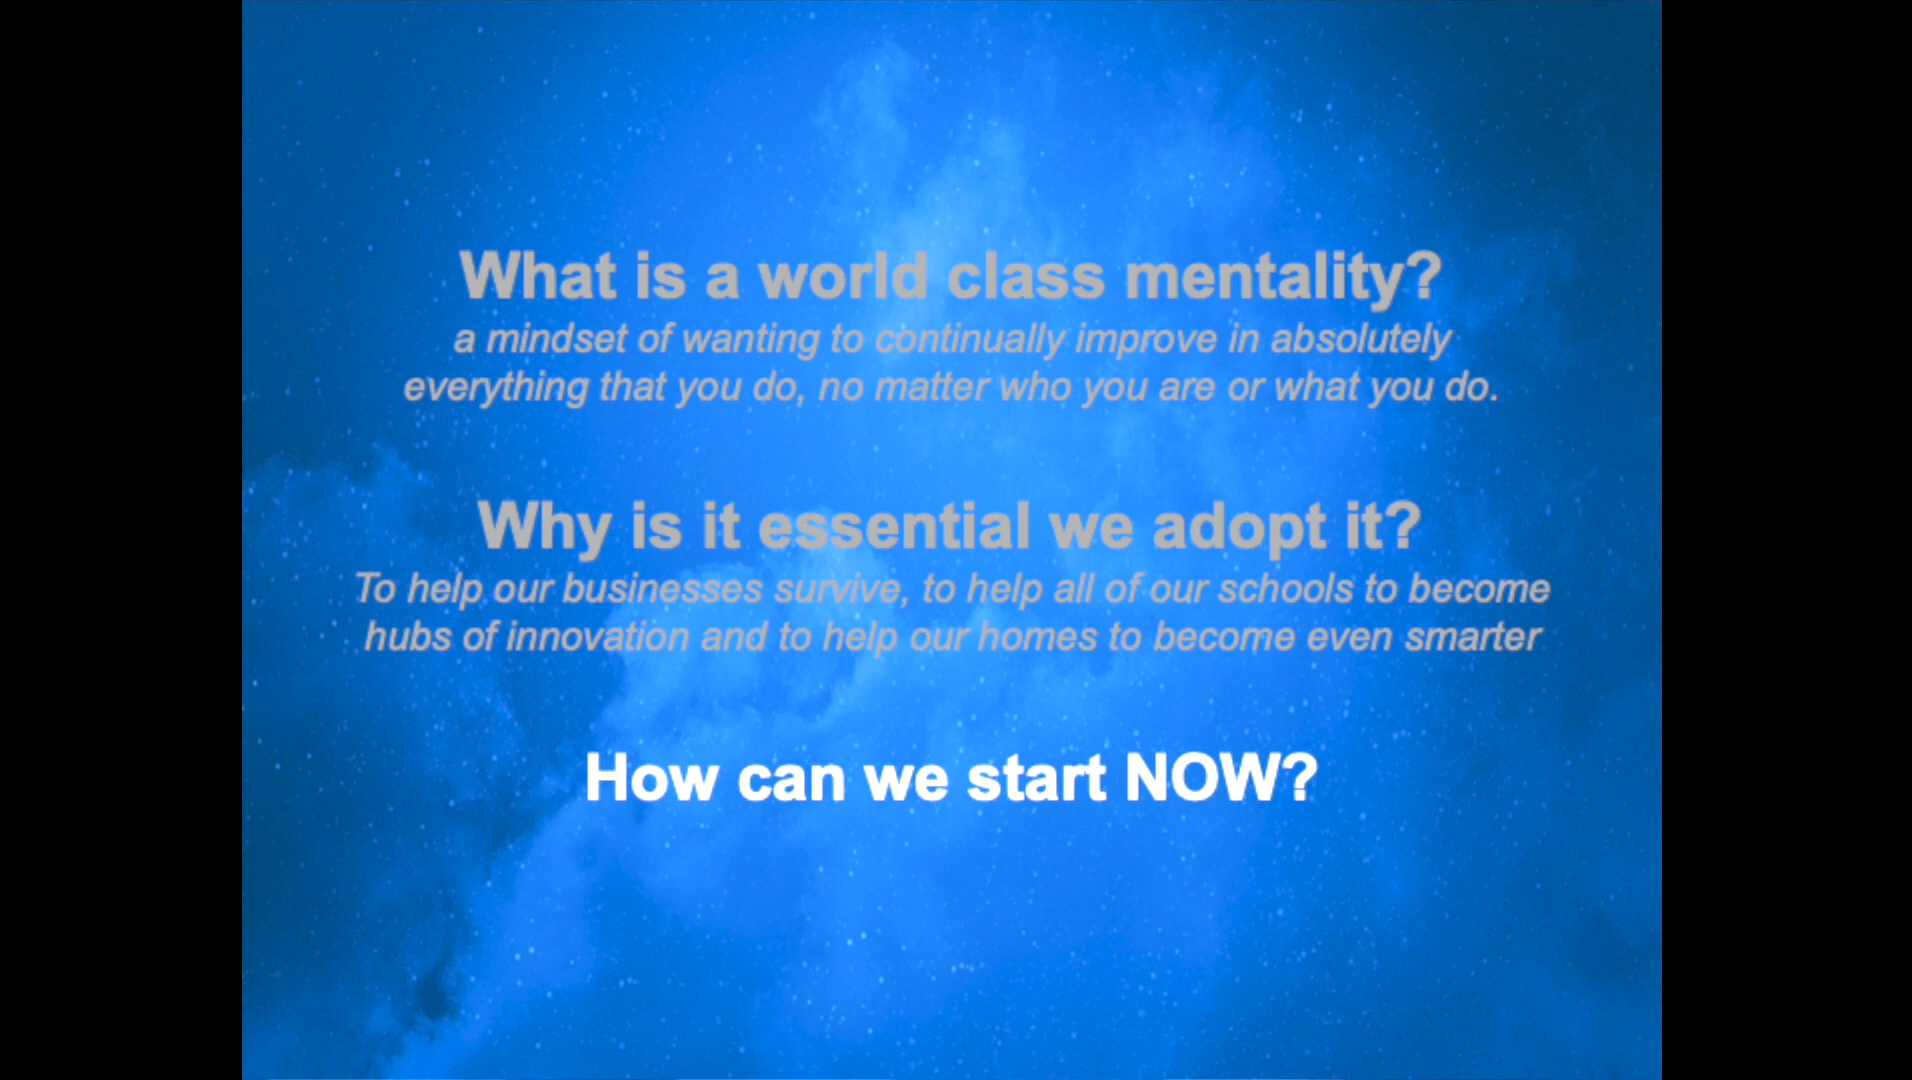 What is a world class mentality?
a mindset of wanting to continually improve in absolutely
everything that you do, no matter who you are or what you do.
Why is it essential we adopt it?
To help our businesses survive, to help all of our schools to become
hubs of innovation and to help our homes to become even smarter
How can we start NOW?